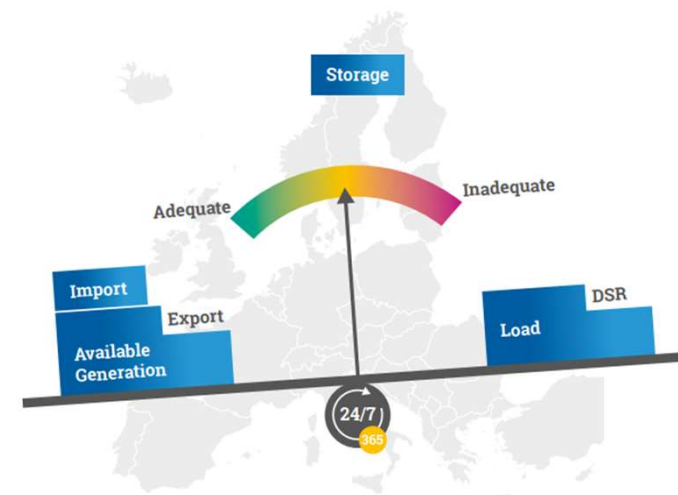 Storage
Adequate
Inadequate
Import
Export
Available
Generation
Load
DSR
24/7
365